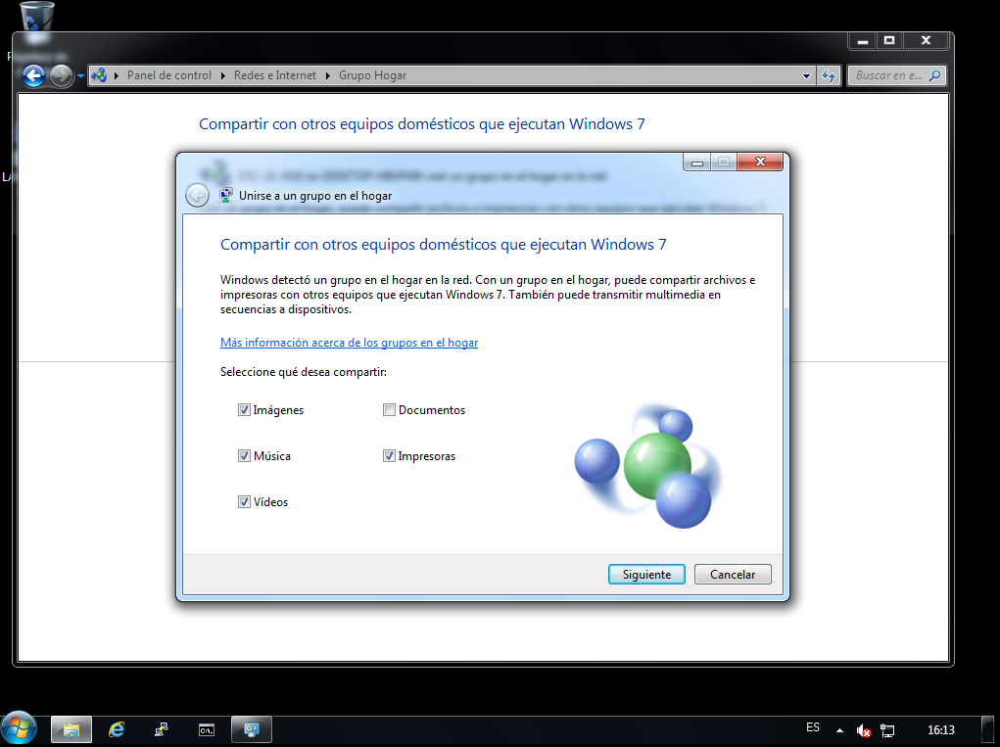 Panel de control Redes e Internet Grupo Hogar
Buscar en e...
Compartir con otros equipos domésticos que ejecutan Windows 7
Unirse a un grupo en el hogar
Compartir con otros equipos domésticos que ejecutan Windows 7
Windows detectó un grupo en el hogar en la red. Con un grupo en el hogar, puede compartir archivos e
impresoras con otros equipos que ejecutan Windows 7. También puede transmitir multimedia en
secuencias a dispositivos.
Más información acerca de los grupos en el hogar
Seleccione qué desea compartir:
Imágenes
Documentos
Música
Impresoras
Vídeos
Siguiente
Cancelar
C:\.
ES
16:13